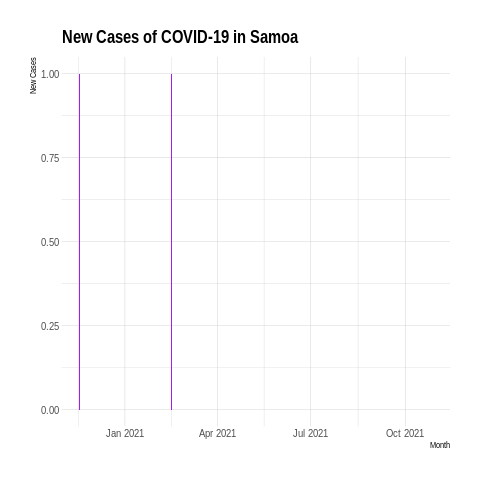 New Cases of COVID-19 in Samoa
New Cases
1.00
0.75
0.50
0.25
0.00
Jan 2021 Apr 2021 Jul 2021 Oct 2021
Month